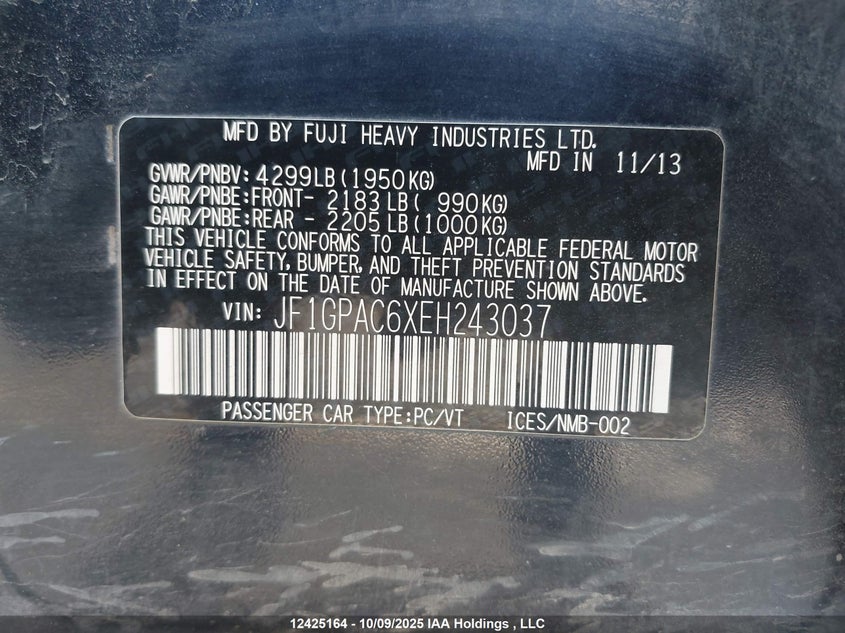 MFD BY FUJI HEAVY INDUSTRIES LTD.
MFD IN 11/13
GVWR/PNBV: 4299LB(1950KG)
GAWR/PNBE:FRONT- 2183LB( 990KG)
GAWR/PNBE:REAR - 2205LB(1000KG)
THIS VEHICLE CONFORMS TO ALL APPLICABLE FEDERAL MOTOR
VEHICLE SAFETY, BUMPER, AND THEFT PREVENTION STANDARDS
IN EFFECT ON THE DATE OF MANUFACTURE SHOWN ABOVE.
VIN: JF1GPAC6XEH243037
PASSENGER CAR TYPE:PC/VT ICES/NMB-002
12425164 - 10/09/2025 IAA Holdings , LLC